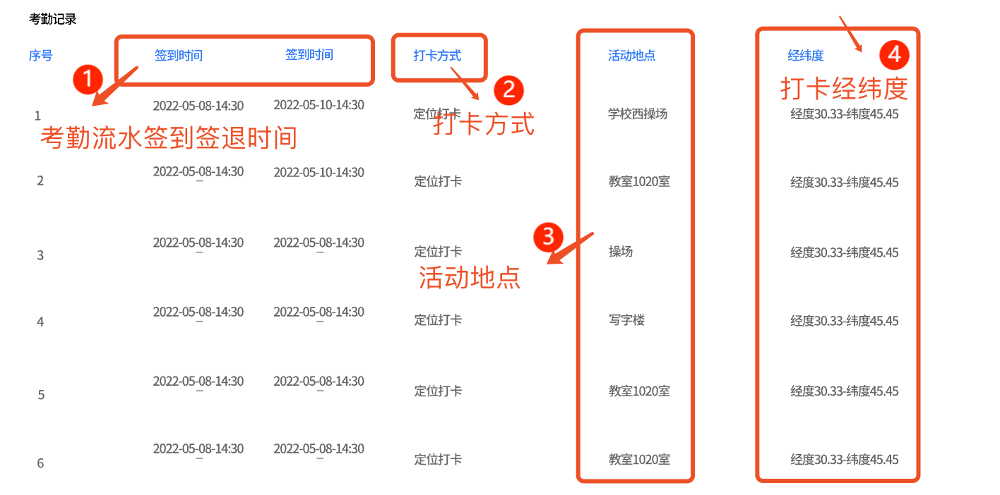 考勤记录
序号 签到时间 签到时间 打卡方式 活动地点 经纬度
1 4
打卡经纬度
2
1 2022-05-08-14:30 2022-05-10-14:30 定位打卡 学校西操场 经度30.33-纬度45.45
考勤流水签到签退时间 打卡方式
2 2022-05-08-14:30 2022-05-10-14:30 定位打卡 教室1020室 经度30.33-纬度45.45
–
3
3 2022-05-08-14:30 2022-05-08-14:30 定位打卡 操场 经度30.33-纬度45.45
– –
活动地点
4 2022-05-08-14:30 2022-05-08-14:30 定位打卡 写字楼 经度30.33-纬度45.45
– –
5 2022-05-08-14:30 2022-05-08-14:30 定位打卡 教室1020室 经度30.33-纬度45.45
– –
6 2022-05-08-14:30 2022-05-08-14:30 定位打卡 教室1020室 经度30.33-纬度45.45
– –